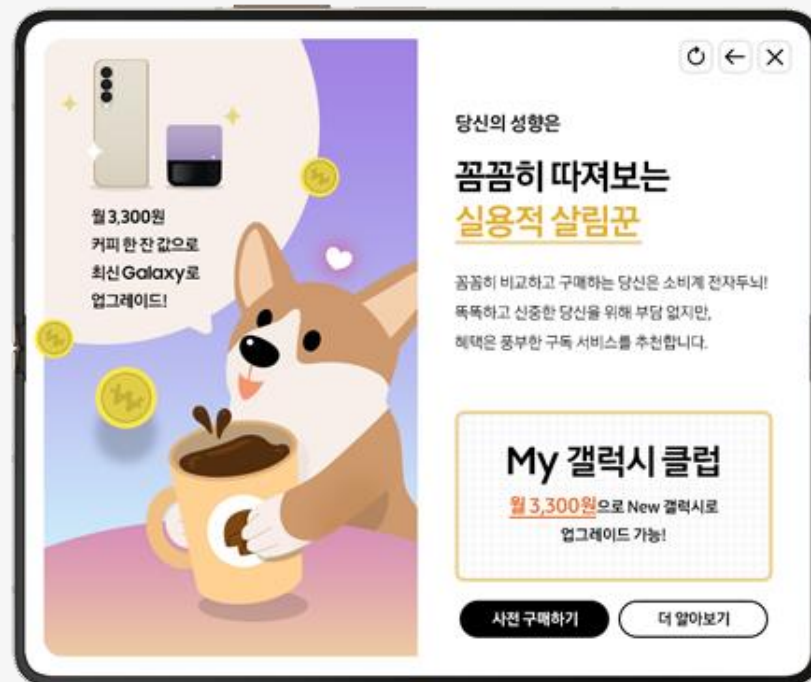 월 3,300원
커피 한 잔 값으로
최신 Galaxy로
업그레이드!
당신의 성향은
꼼꼼히 따져보는
실용적 살림꾼
꼼꼼히 비교하고 구매하는 당신은 소비계 전자두뇌!
똑똑하고 신중한 당신을 위해 부담 없지만,
혜택은 풍부한 구독 서비스를 추천합니다.
My 갤럭시 클럽
월 3,300원으로 New 갤럭시로
업그레이드 가능!
사전 구매하기
더 알아보기